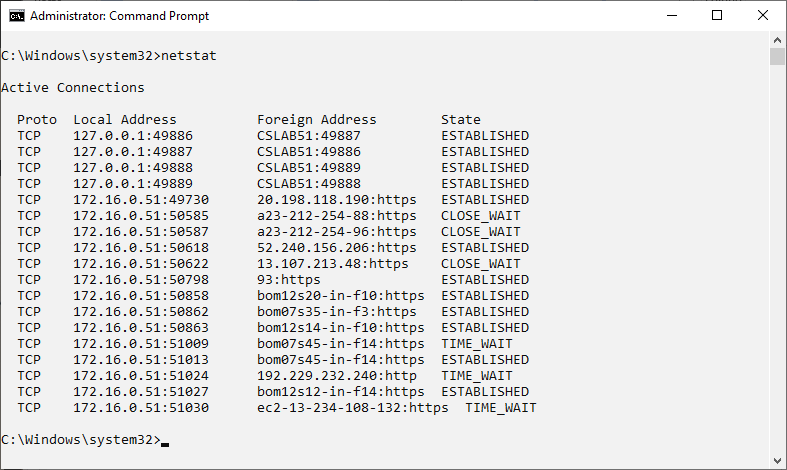 Administrator: Command Prompt
C:\Windows\system32>netstat
Active Connections
Proto  Local Address          Foreign Address        State
TCP    127.0.0.1:49886        CSLAB51:49887          ESTABLISHED
TCP    127.0.0.1:49887        CSLAB51:49886          ESTABLISHED
TCP    127.0.0.1:49888        CSLAB51:49889          ESTABLISHED
TCP    127.0.0.1:49889        CSLAB51:49888          ESTABLISHED
TCP    172.16.0.51:49730      20.198.118.190:https   ESTABLISHED
TCP    172.16.0.51:50585      a23-212-254-88:https   CLOSE_WAIT
TCP    172.16.0.51:50587      a23-212-254-96:https   CLOSE_WAIT
TCP    172.16.0.51:50618      52.240.156.206:https   ESTABLISHED
TCP    172.16.0.51:50622      13.107.213.48:https    CLOSE_WAIT
TCP    172.16.0.51:50798      93:https               ESTABLISHED
TCP    172.16.0.51:50858      bom12s20-in-f10:https  ESTABLISHED
TCP    172.16.0.51:50862      bom07s35-in-f3:https   ESTABLISHED
TCP    172.16.0.51:50863      bom12s14-in-f10:https  ESTABLISHED
TCP    172.16.0.51:51009      bom07s45-in-f14:https  TIME_WAIT
TCP    172.16.0.51:51013      bom07s45-in-f14:https  ESTABLISHED
TCP    172.16.0.51:51024      192.229.232.240:http   TIME_WAIT
TCP    172.16.0.51:51027      bom12s12-in-f14:https  ESTABLISHED
TCP    172.16.0.51:51030      ec2-13-234-108-132:https  TIME_WAIT
C:\Windows\system32>